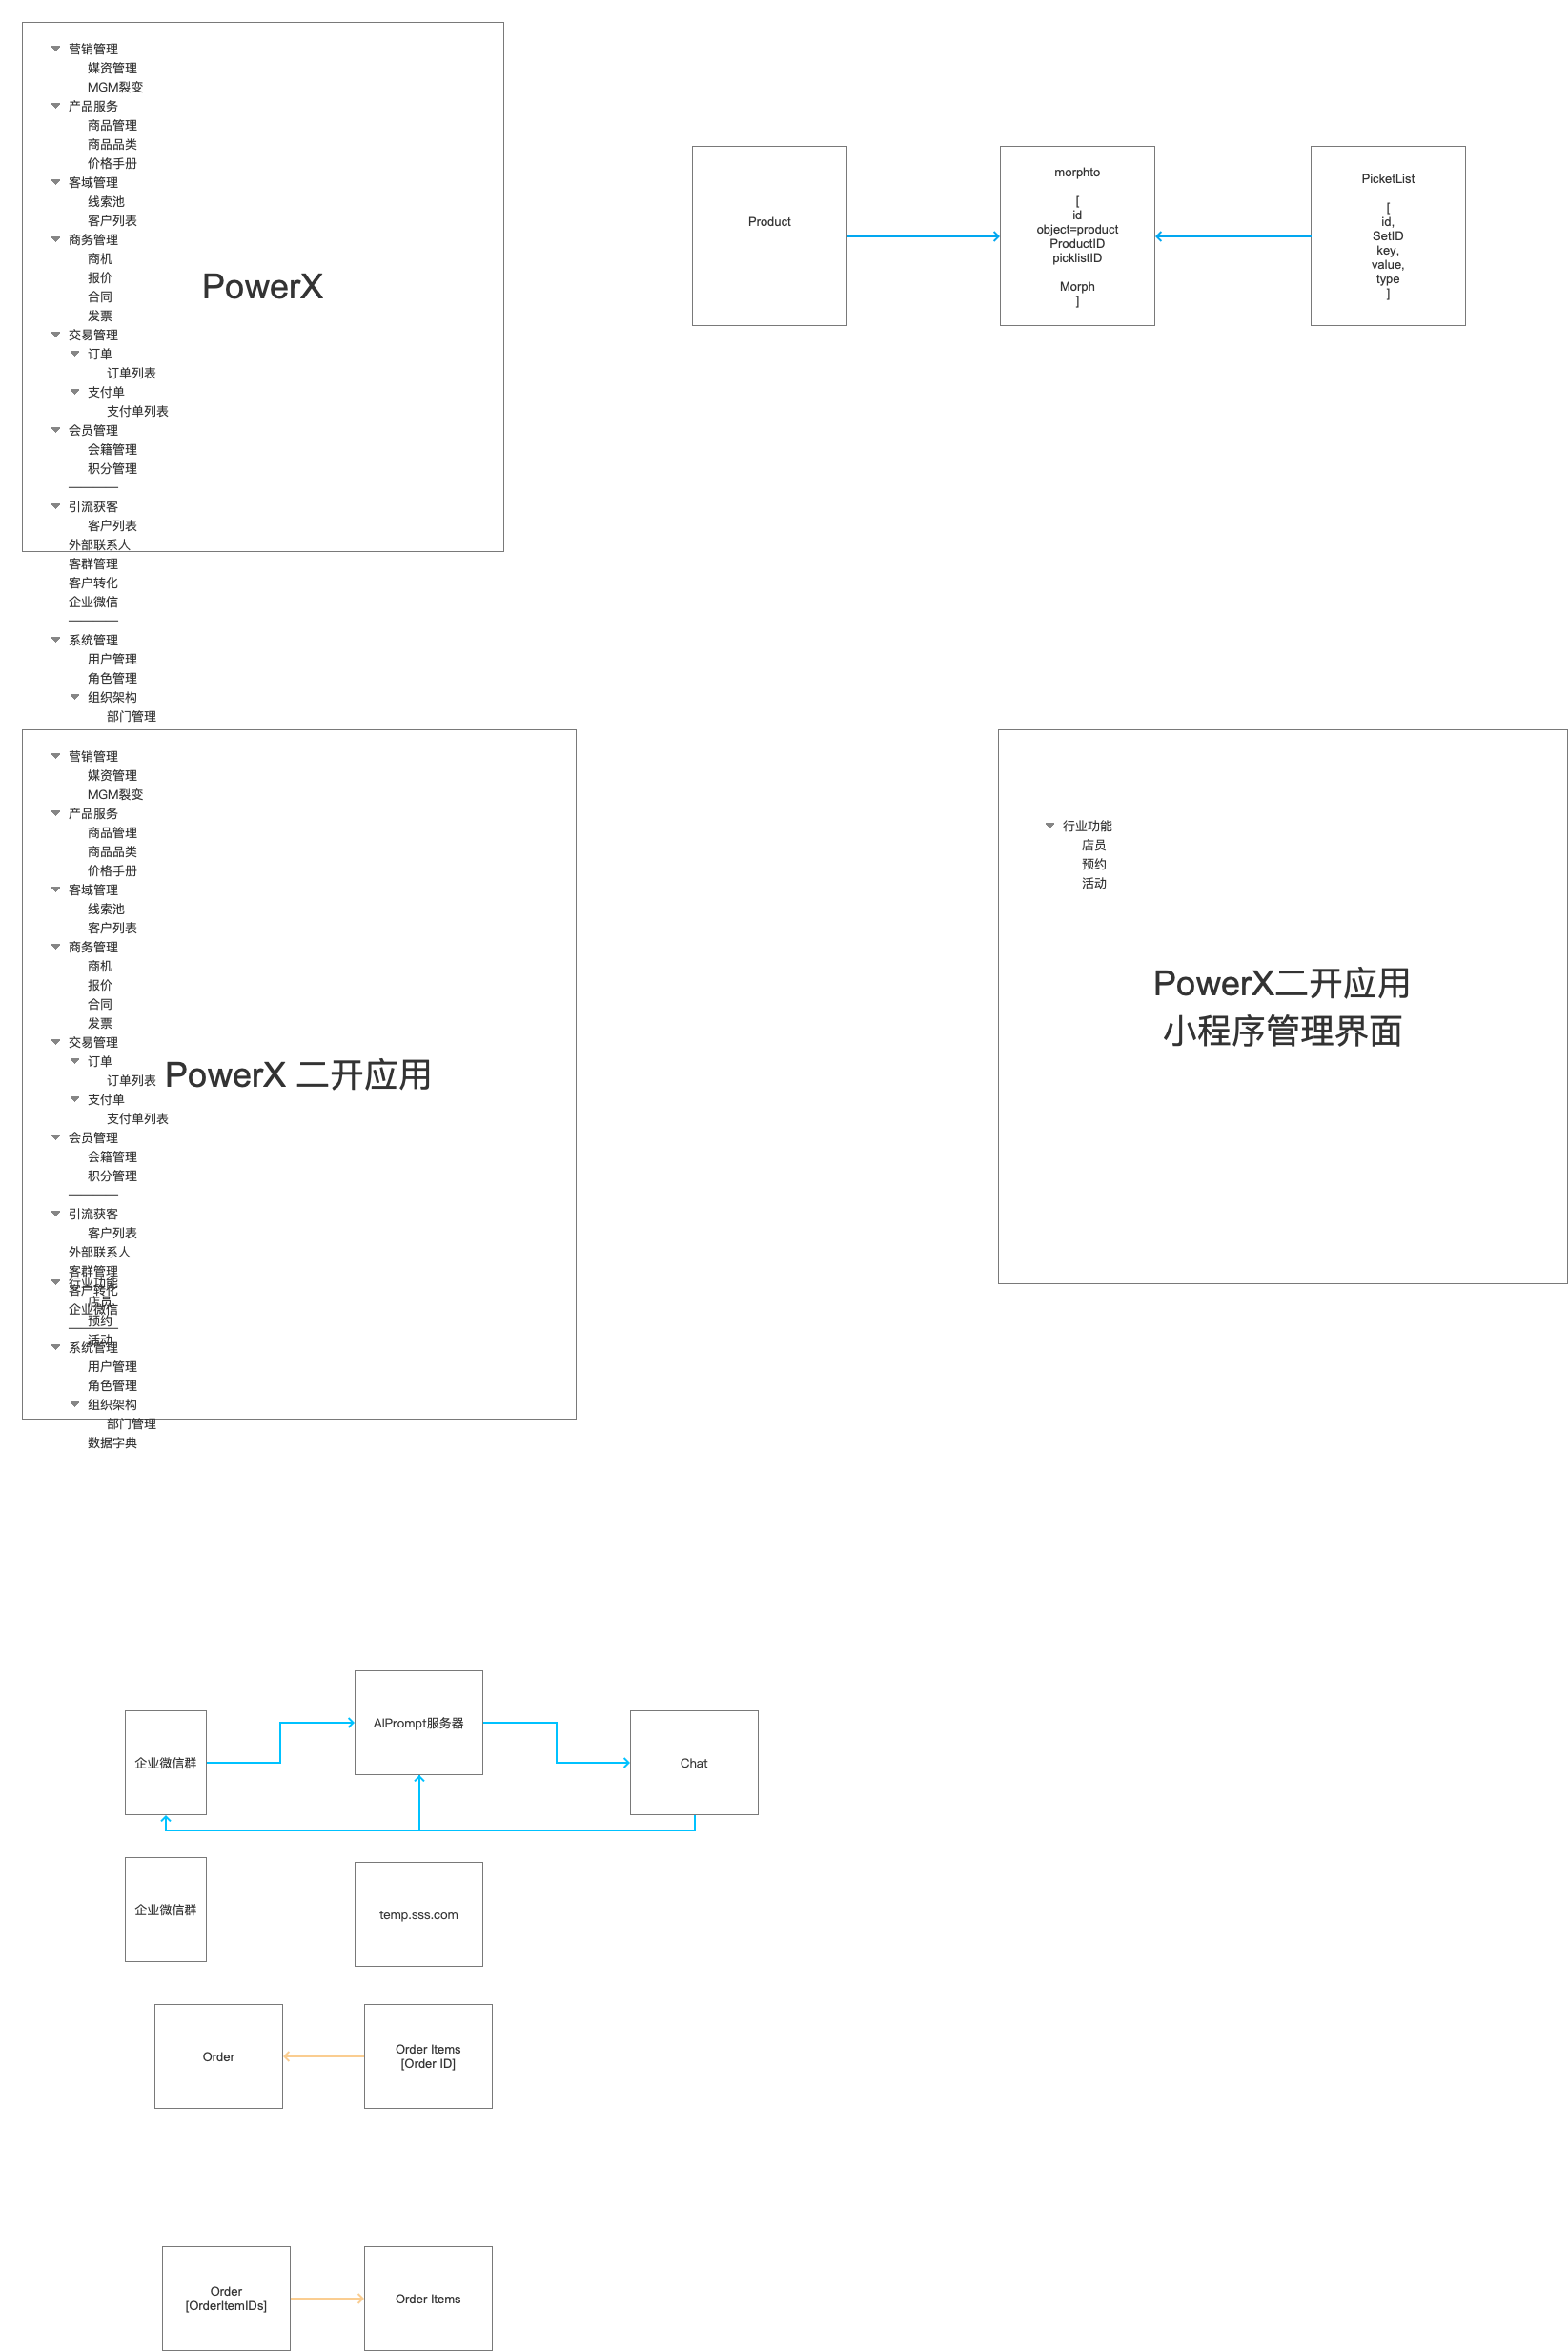 营销管理
媒资管理
MGM裂变
产品服务
商品管理
商品品类
价格手册
客域管理
线索池
客户列表
商务管理
商机
报价
合同
发票
交易管理
订单
订单列表
支付单
支付单列表
会员管理
会籍管理
积分管理
————
引流获客
客户列表
外部联系人
客群管理
客户转化
企业微信
————
系统管理
用户管理
角色管理
组织架构
部门管理
PowerX
Product
morphto
[
id
object=product
ProductID
picklistID
Morph
]
PicketList
[
id,
SetID
key,
value,
type
]
营销管理
媒资管理
MGM裂变
产品服务
商品管理
商品品类
价格手册
客域管理
线索池
客户列表
商务管理
商机
报价
合同
发票
交易管理
订单
订单列表
支付单
支付单列表
会员管理
会籍管理
积分管理
————
引流获客
客户列表
外部联系人
客群管理
客户转化
企业微信
————
系统管理
用户管理
角色管理
组织架构
部门管理
数据字典
行业功能
店员
预约
活动
PowerX 二开应用
行业功能
店员
预约
活动
PowerX二开应用
小程序管理界面
企业微信群
AIPrompt服务器
Chat
企业微信群
temp.sss.com
Order
Order Items
[Order ID]
Order
[OrderItemIDs]
Order Items